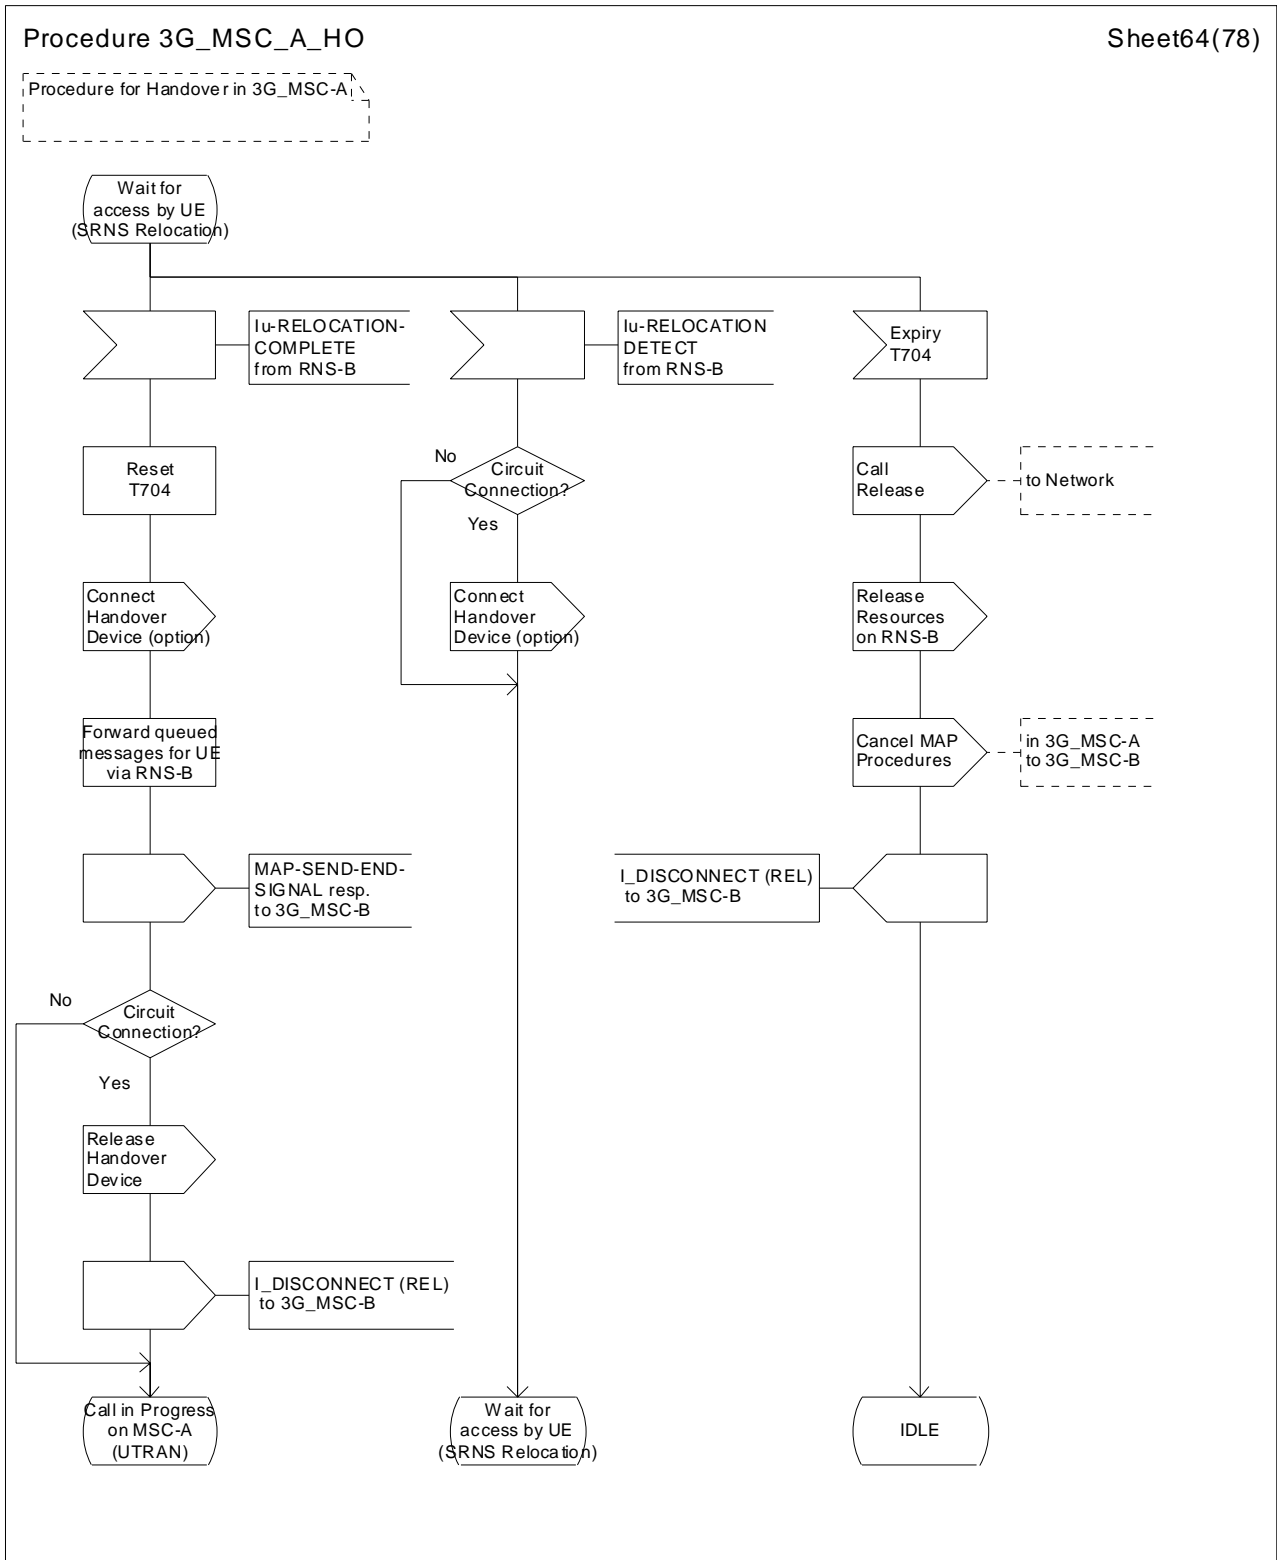 Procedure 3G_MSC_A_HO
Sheet64(78)
Procedure for Handover in 3G_MSC-A
Wait for
access by UE
(SRNS Relocation)
Iu-RELOCATION-
COMPLETE
from RNS-B
Iu-RELOCATION
DETECT
from RNS-B
Expiry
T704
Reset
T704
No
Circuit
Connection?
Yes
Call
Release
to Network
Connect
Handover
Device (option)
Connect
Handover
Device (option)
Release
Resources
on RNS-B
Forward queued
messages for UE
via RNS-B
Cancel MAP
Procedures
in 3G_MSC-A
to 3G_MSC-B
MAP-SEND-END-
SIGNAL resp.
to 3G_MSC-B
I_DISCONNECT (REL)
to 3G_MSC-B
No
Circuit
Connection?
Yes
Release
Handover
Device
I_DISCONNECT (REL)
to 3G_MSC-B
Call in Progress
on MSC-A
(UTRAN)
Wait for
access by UE
(SRNS Relocation)
IDLE